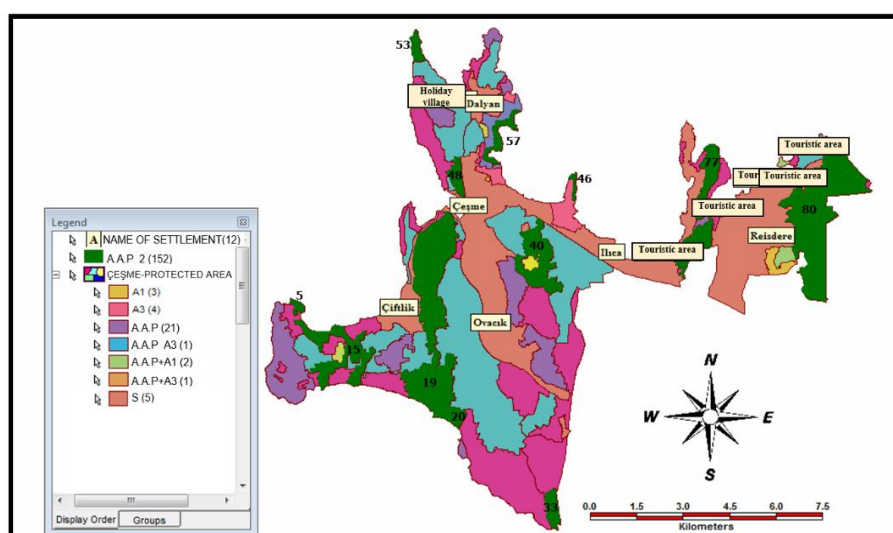 53
Holiday
village
Dalyan
57
48
46
Çeşme
77
Touristic area
Touristic area
Touristic area
80
Reisdere
40
Ilıca
Touristic area
5
Çiftlik
Ovacık
15
19
20
33
Legend
A NAME OF SETTLEMENT(12)
A.A.P 2 (152)
ÇEŞME-PROTECTED AREA
A1 (3)
A3 (4)
A.A.P (21)
A.A.P A3 (1)
A.A.P+A1 (2)
A.A.P+A3 (1)
S (5)
Display Order
Groups
N
W
E
S
0.0 1.5 3.0 4.5 6.0 7.5
Kilometers